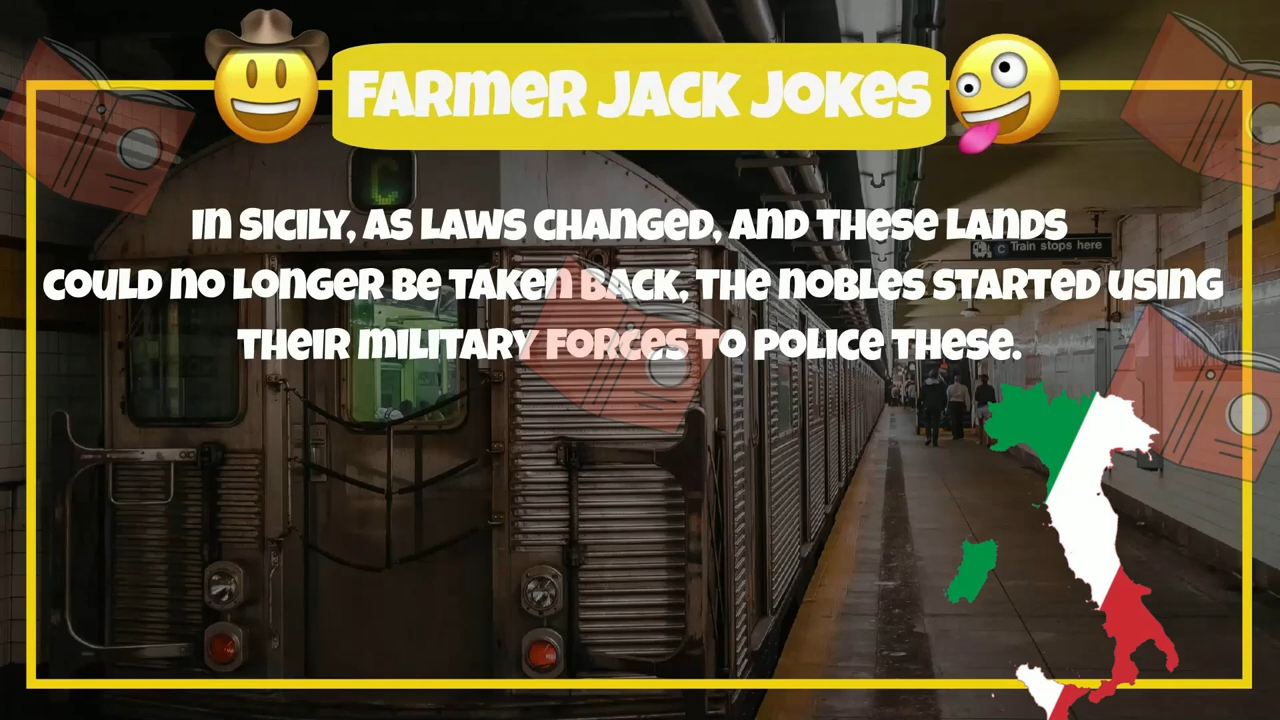 FARMER JACK JOKES
C
C Train stops here
IN SICILY, AS LAWS CHANGED, AND THESE LANDS
COULD NO LONGER BE TAKEN BACK, THE NOBLES STARTED USING
THEIR MILITARY FORCES TO POLICE THESE.